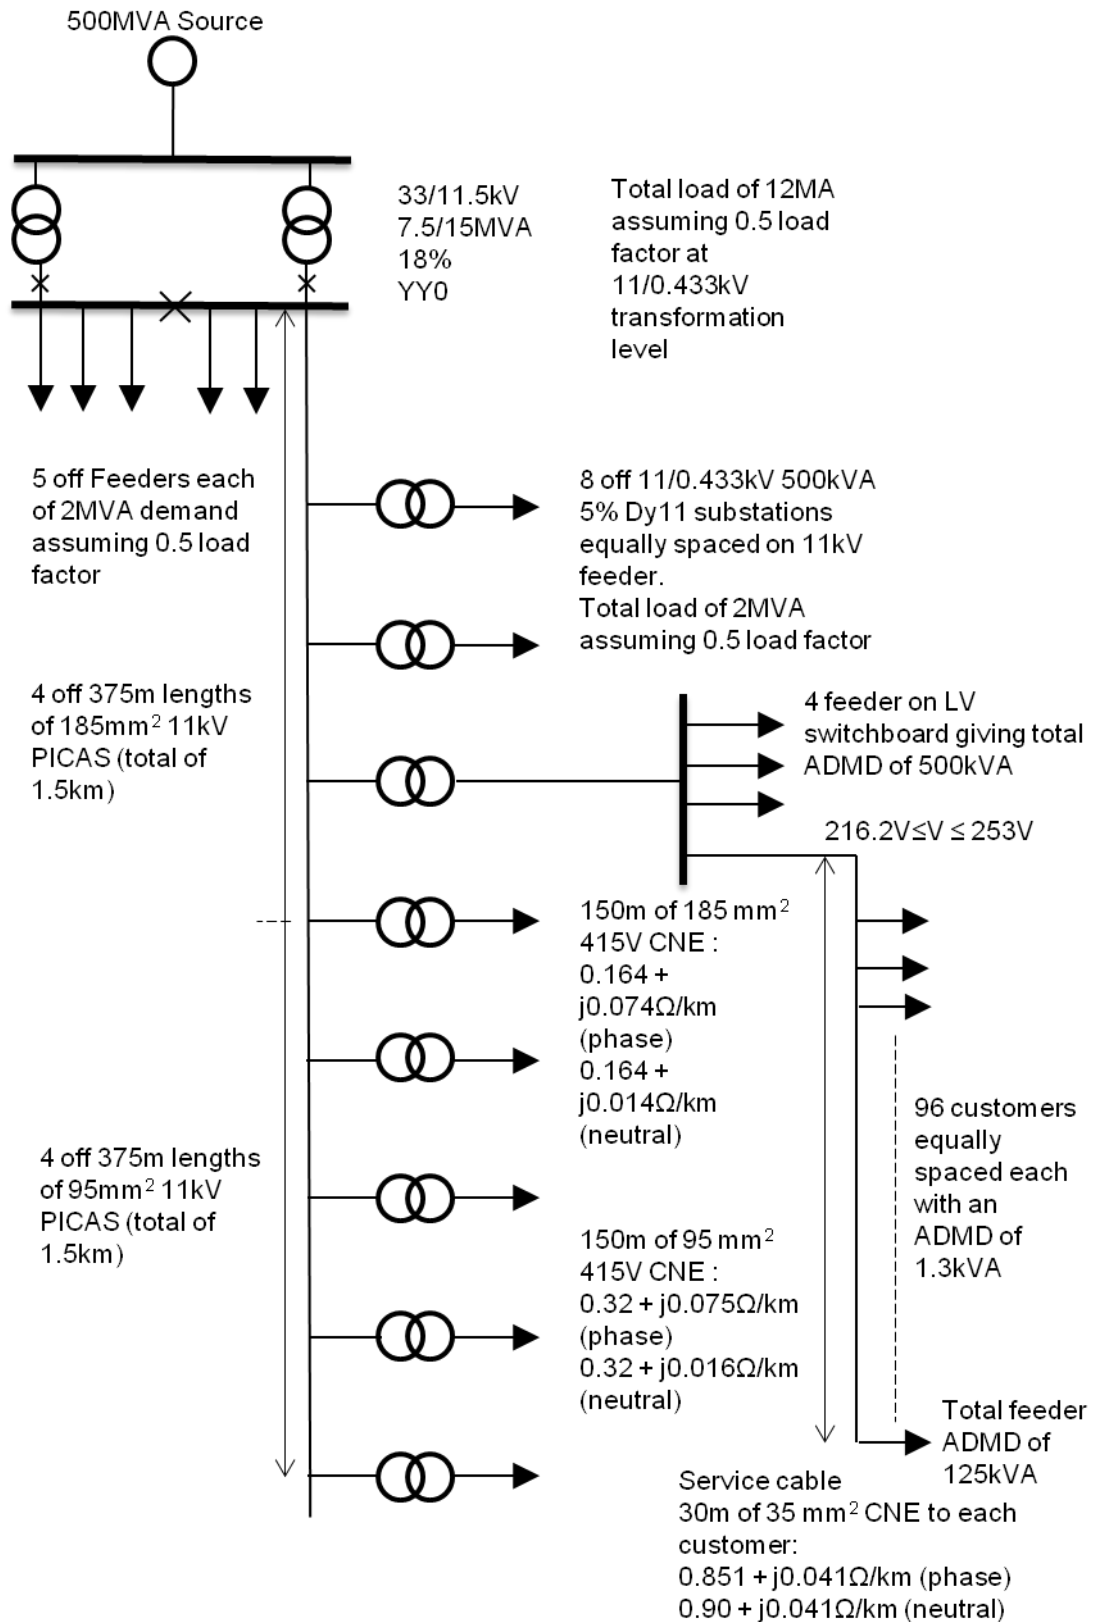 500MVA Source
33/11.5kV
7.5/15MVA
18%
YY0
Total load of 12MA
assuming 0.5 load
factor at
11/0.433kV
transformation
level
5 off Feeders each
of 2MVA demand
assuming 0.5 load
factor
8 off 11/0.433kV 500kVA
5% Dy11 substations
equally spaced on 11kV
feeder.
Total load of 2MVA
assuming 0.5 load factor
4 off 375m lengths
of 185mm² 11kV
PICAS (total of
1.5km)
4 feeder on LV
switchboard giving total
ADMD of 500kVA
216.2V≤V ≤ 253V
150m of 185 mm²
415V CNE :
0.164 +
j0.074Ω/km
(phase)
0.164 +
j0.014Ω/km
(neutral)
96 customers
equally
spaced each
with an
ADMD of
1.3kVA
4 off 375m lengths
of 95mm² 11kV
PICAS (total of
1.5km)
150m of 95 mm²
415V CNE :
0.32 + j0.075Ω/km
(phase)
0.32 + j0.016Ω/km
(neutral)
Total feeder
ADMD of
125kVA
Service cable
30m of 35 mm² CNE to each
customer:
0.851 + j0.041Ω/km (phase)
0.90 + j0.041Ω/km (neutral)